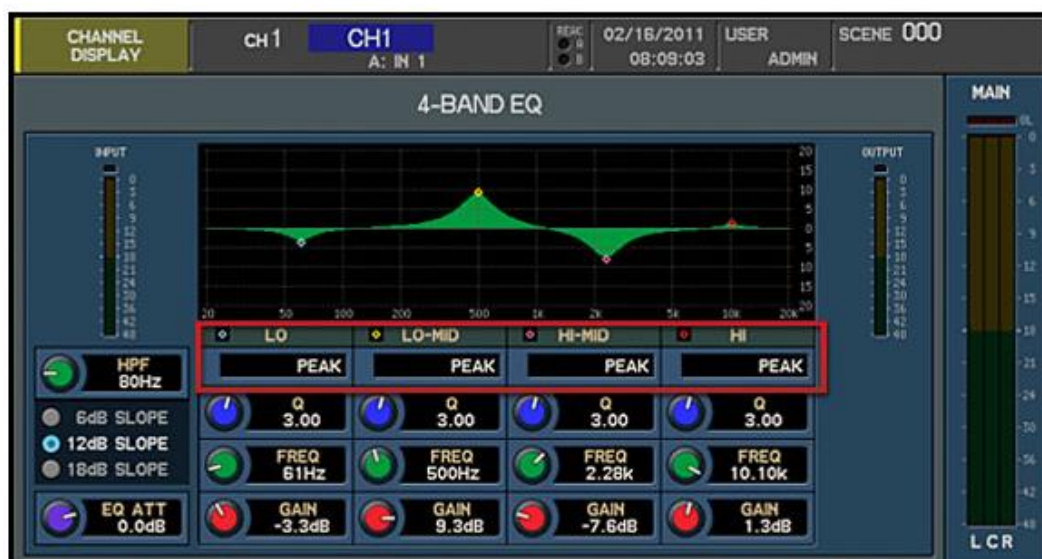 CHANNEL DISPLAY
CH 1
CH1
A: IN 1
REAC
A
B
02/16/2011
08:09:03
USER
ADMIN
SCENE 000
4-BAND EQ
MAIN
OL
INPUT
OUTPUT
20
15
10
5
0
5
10
15
20
20 50 100 200 500 1K 2K 5K 10K 20K
LO LO-MID HI-MID HI
PEAK PEAK PEAK PEAK
HPF
80Hz
6dB SLOPE
12dB SLOPE
18dB SLOPE
EQ ATT
0.0dB
Q Q Q Q
3.00 3.00 3.00 3.00
FREQ FREQ FREQ FREQ
61Hz 500Hz 2.28k 10.10k
GAIN GAIN GAIN GAIN
-3.3dB 9.3dB -7.6dB 1.3dB
L C R